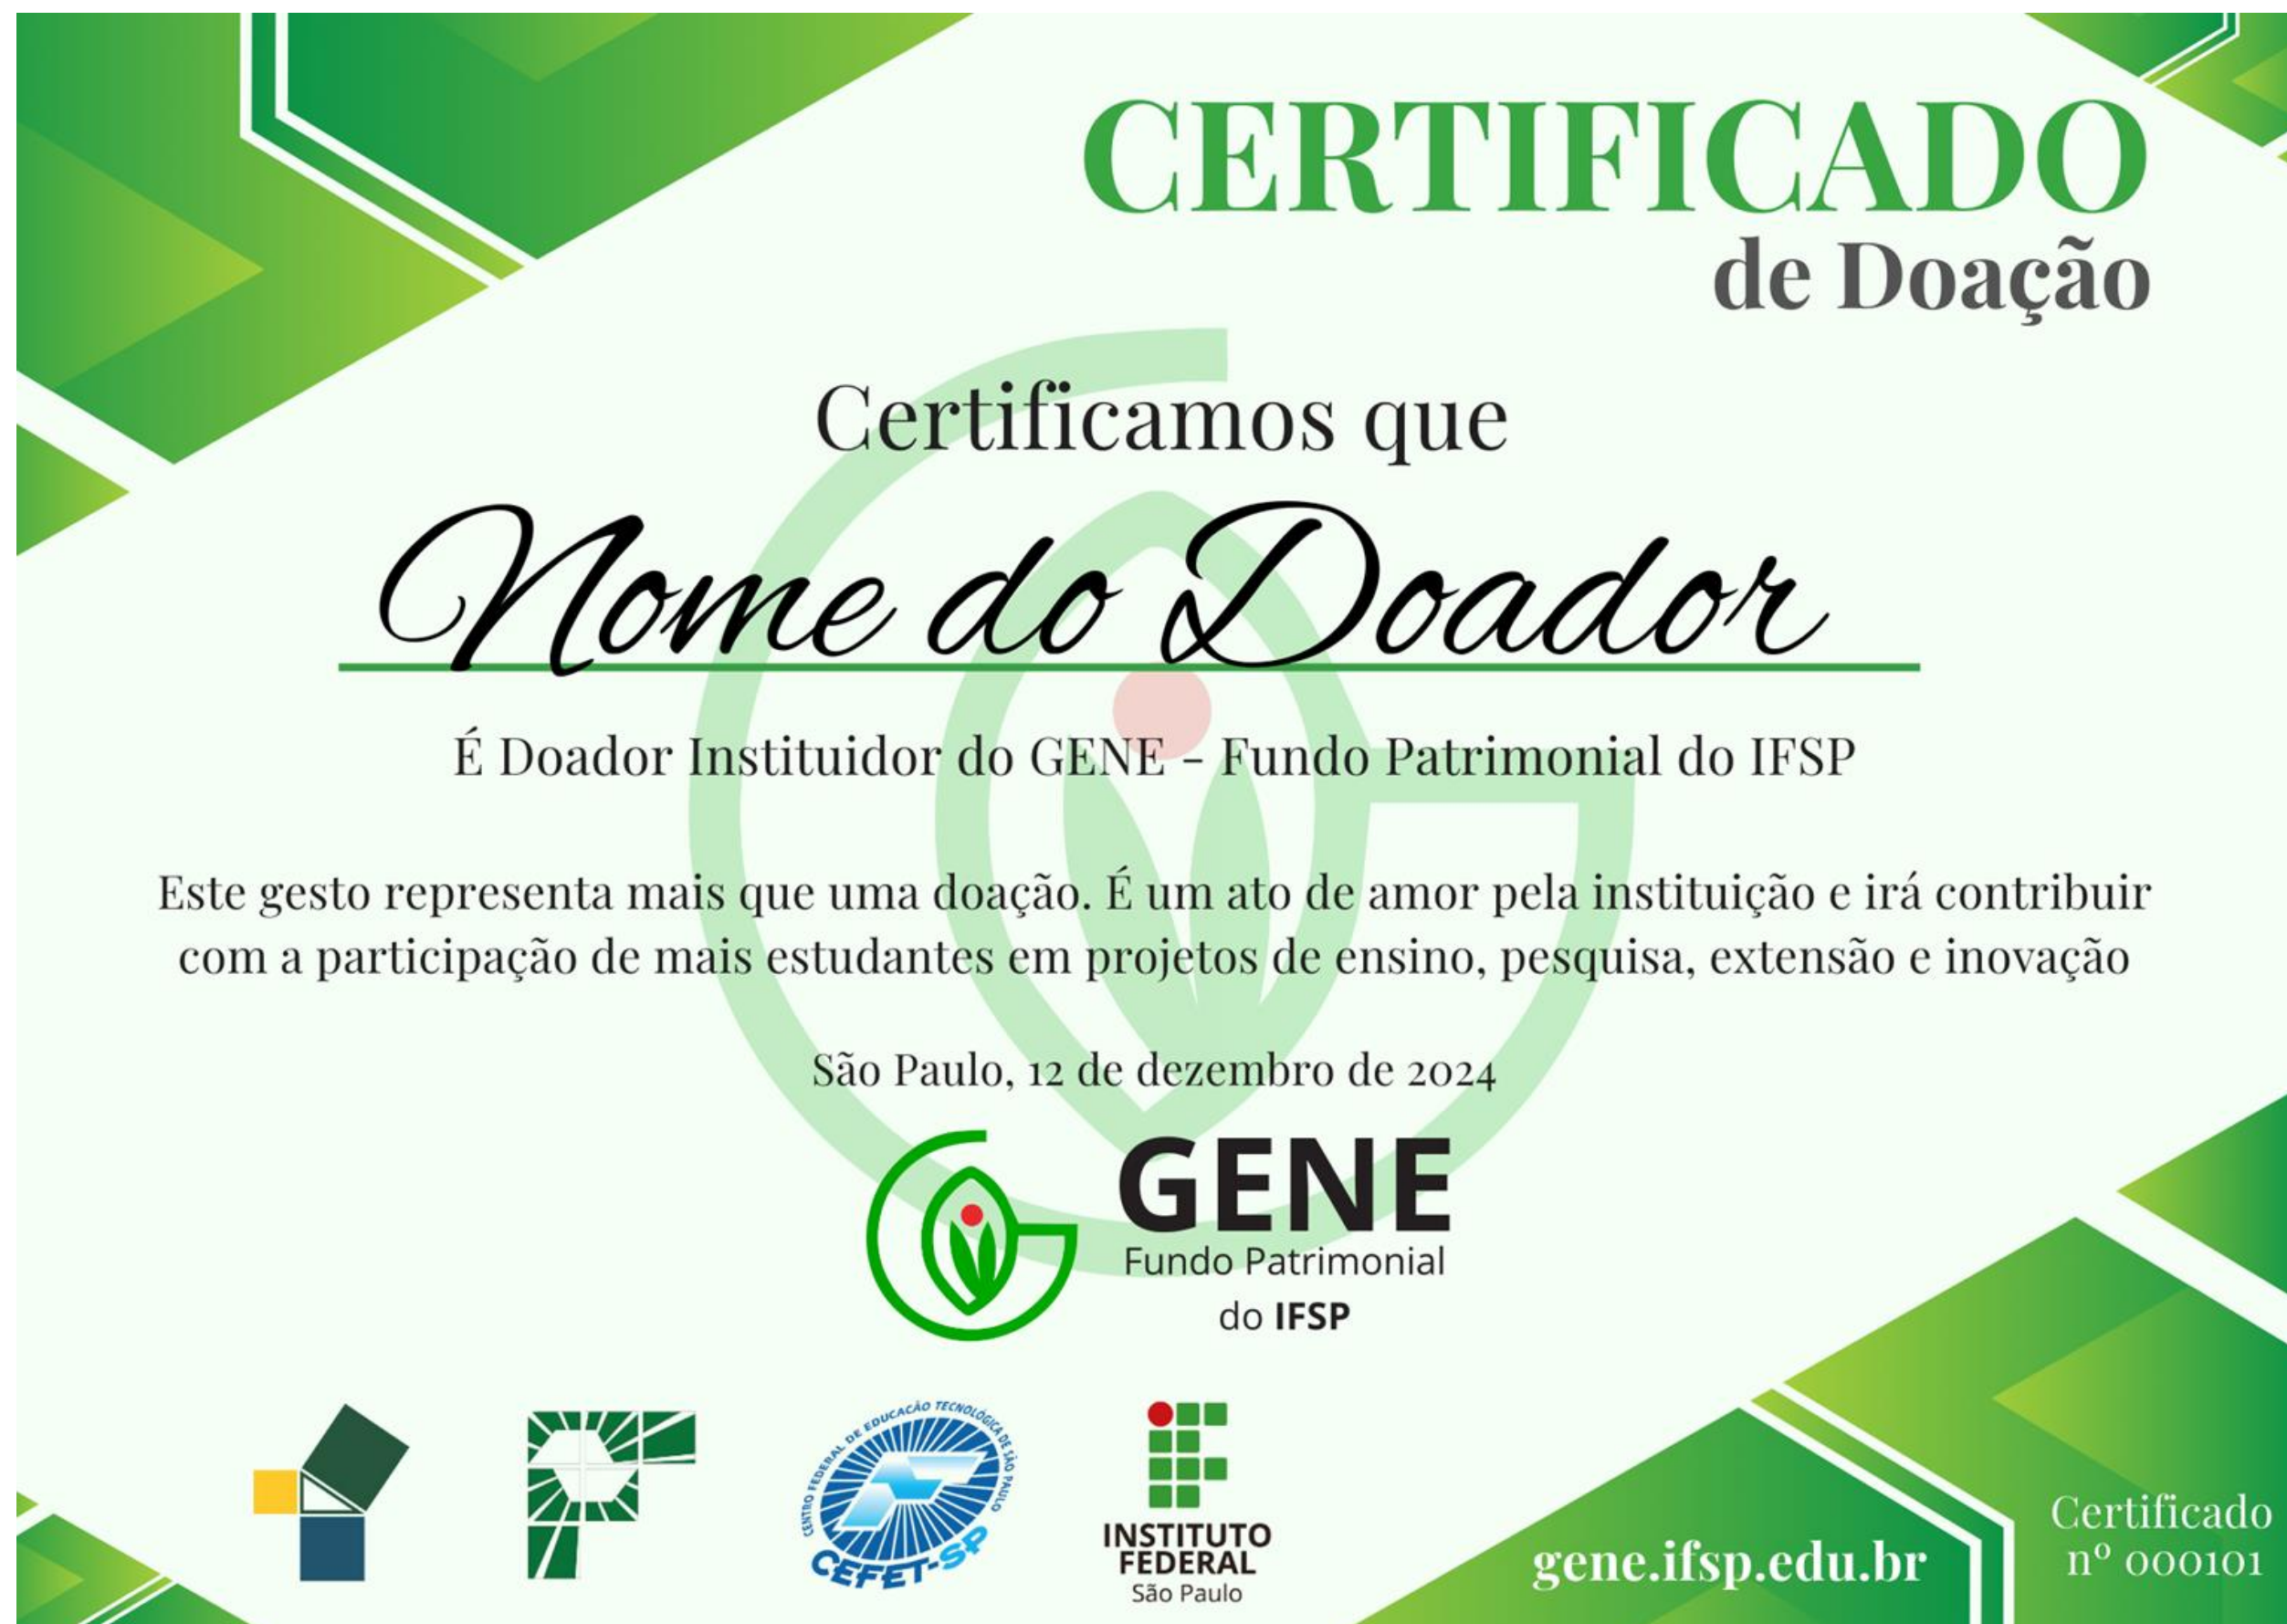 CERTIFICADO
de Doação
Certificamos que
Nome do Doador
É Doador Instituidor do GENE - Fundo Patrimonial do IFSP
Este gesto representa mais que uma doação. É um ato de amor pela instituição e irá contribuir
com a participação de mais estudantes em projetos de ensino, pesquisa, extensão e inovação
São Paulo, 12 de dezembro de 2024
GENE
Fundo Patrimonial
do IFSP
CENTRO FEDERAL DE EDUCAÇÃO TECNOLÓGICA DE SÃO PAULO
CEFET-SP
INSTITUTO
FEDERAL
São Paulo
gene.ifsp.edu.br
Certificado
nº 000101